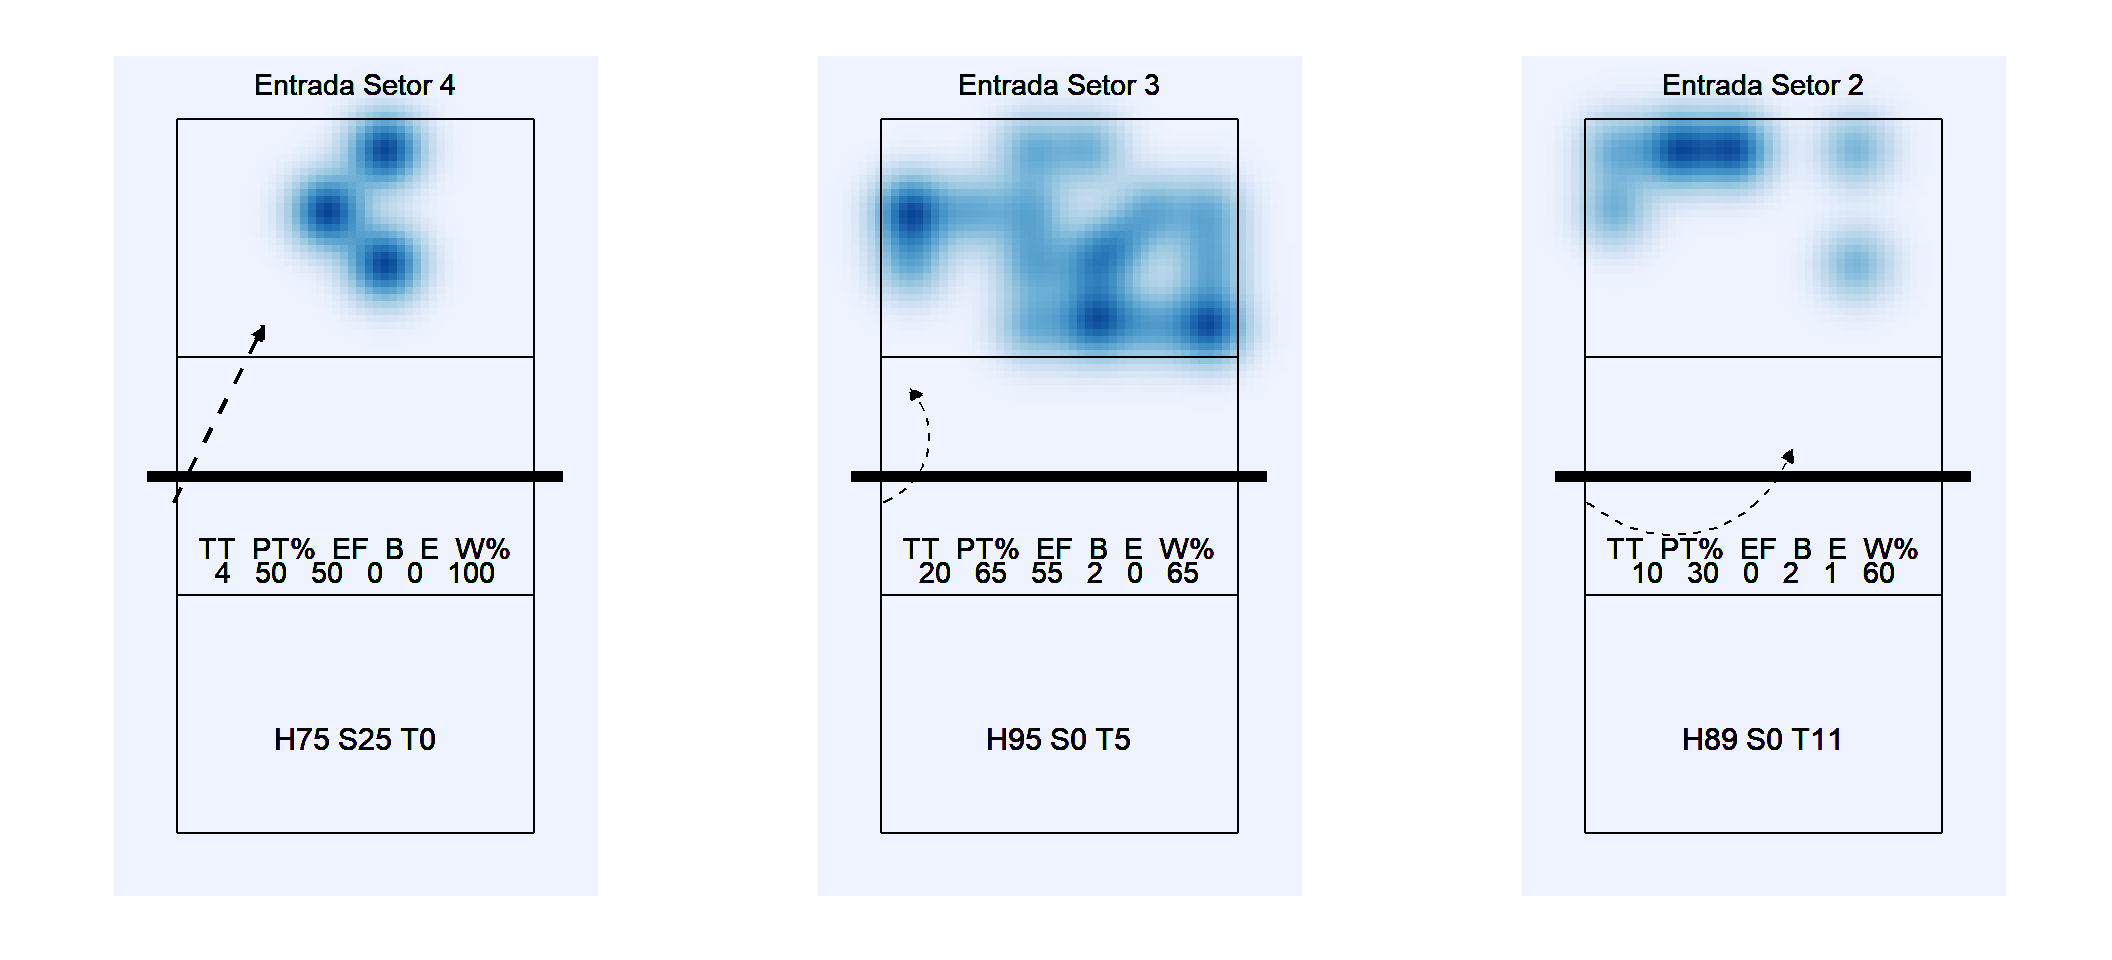 Entrada Setor 4
TT PT% EF B E W%
4 50 50 0 0 100
H75 S25 T0
Entrada Setor 3
TT PT% EF B E W%
20 65 55 2 0 65
H95 S0 T5
Entrada Setor 2
TT PT% EF B E W%
10 30 0 2 1 60
H89 S0 T11